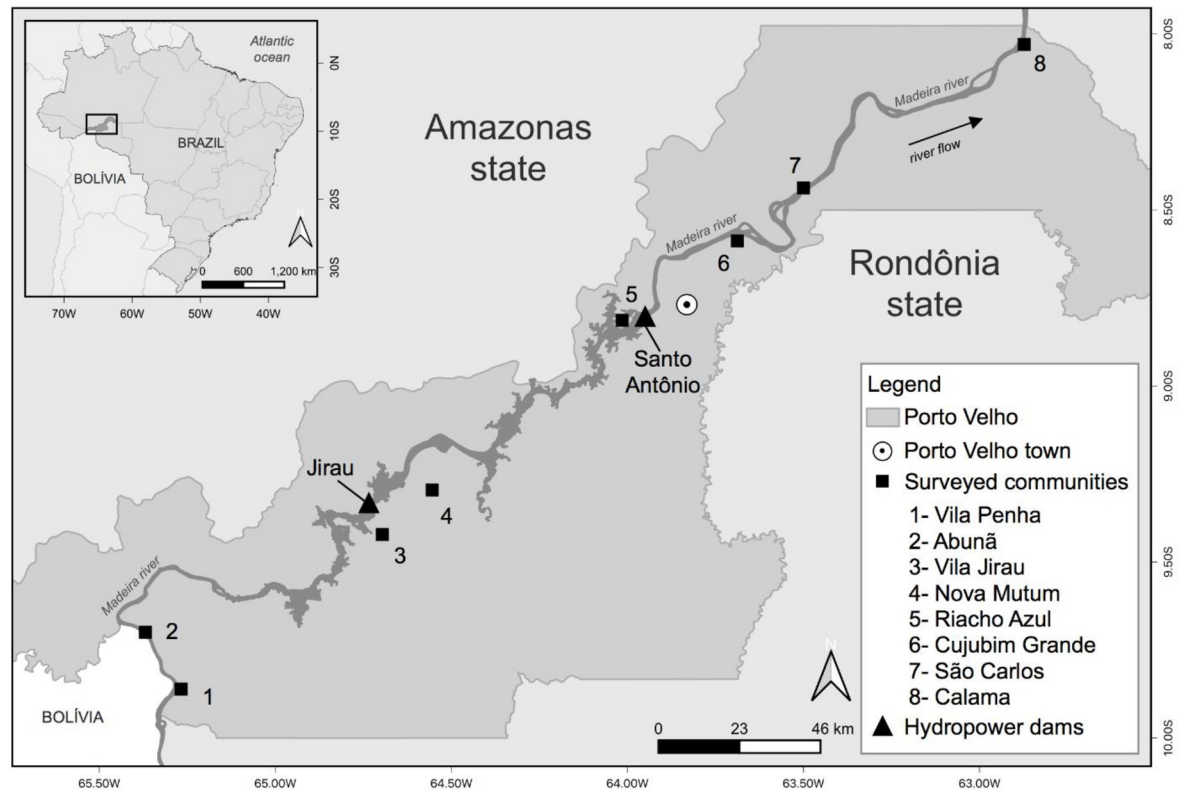 Atlantic
ocean
BRAZIL
BOLÍVIA
0N
10S
20S
30S
0 600 1,200 km
70W 60W 50W 40W
Amazonas
state
Madeira river
river flow
8
7
Madeira river
6
Rondônia
state
5
Santo
Antônio
Jirau
4
3
Madeira river
2
1
BOLÍVIA
N
0 23 46 km
Legend
Porto Velho
Porto Velho town
Surveyed communities
1- Vila Penha
2- Abunã
3- Vila Jirau
4- Nova Mutum
5- Riacho Azul
6- Cujubim Grande
7- São Carlos
8- Calama
Hydropower dams
8.00S
8.50S
9.00S
9.50S
10.00S
65.50W 65.00W 64.50W 64.00W 63.50W 63.00W